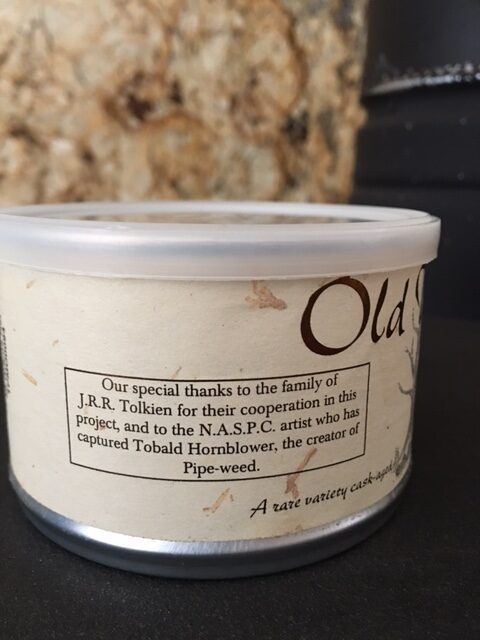 Old
Our special thanks to the family of
J.R.R. Tolkien for their cooperation in this
project, and to the N.A.S.P.C. artist who has
captured Tobald Hornblower, the creator of
Pipe-weed.
A rare variety cask-aged